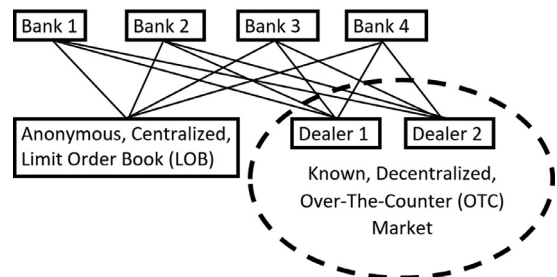 Bank 1
Bank 2
Bank 3
Bank 4
Anonymous, Centralized,
Limit Order Book (LOB)
Dealer 1
Dealer 2
Known, Decentralized,
Over-The-Counter (OTC)
Market